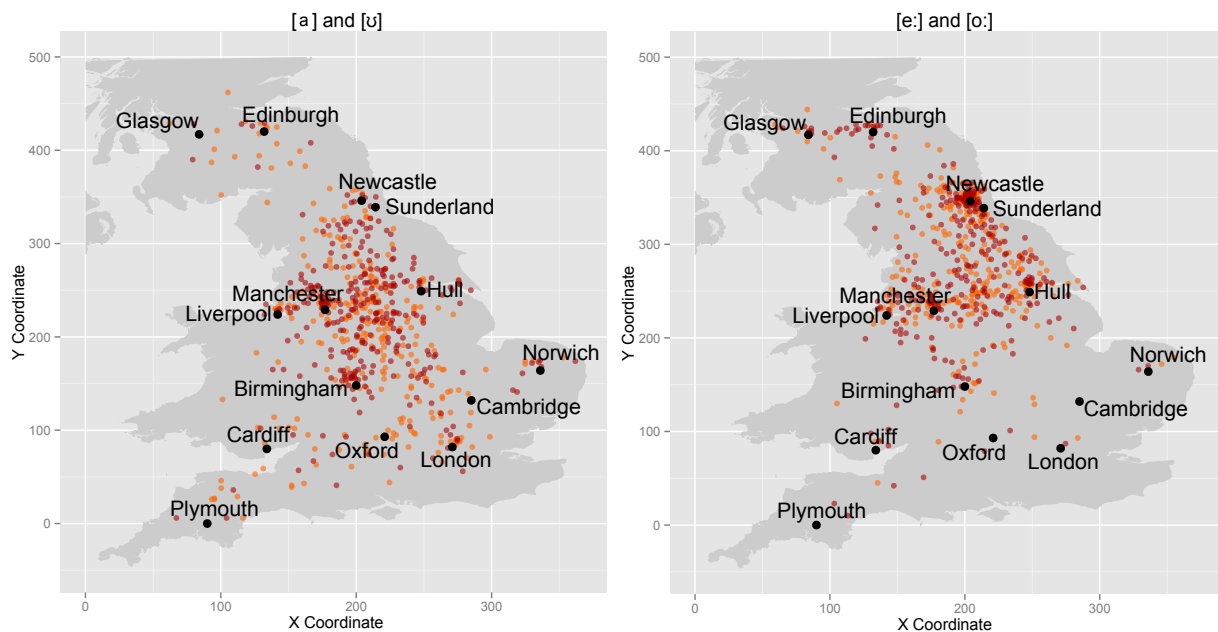 [a] and [ʊ]
500
400
300
200
100
0
Y Coordinate
0
100
200
300
X Coordinate
Glasgow
Edinburgh
Newcastle
Sunderland
Manchester
Hull
Liverpool
Norwich
Birmingham
Cambridge
Cardiff
Oxford
London
Plymouth
[e:] and [o:]
500
400
300
200
100
0
Y Coordinate
0
100
200
300
X Coordinate
Glasgow
Edinburgh
Newcastle
Sunderland
Manchester
Hull
Liverpool
Norwich
Birmingham
Cambridge
Cardiff
Oxford
London
Plymouth